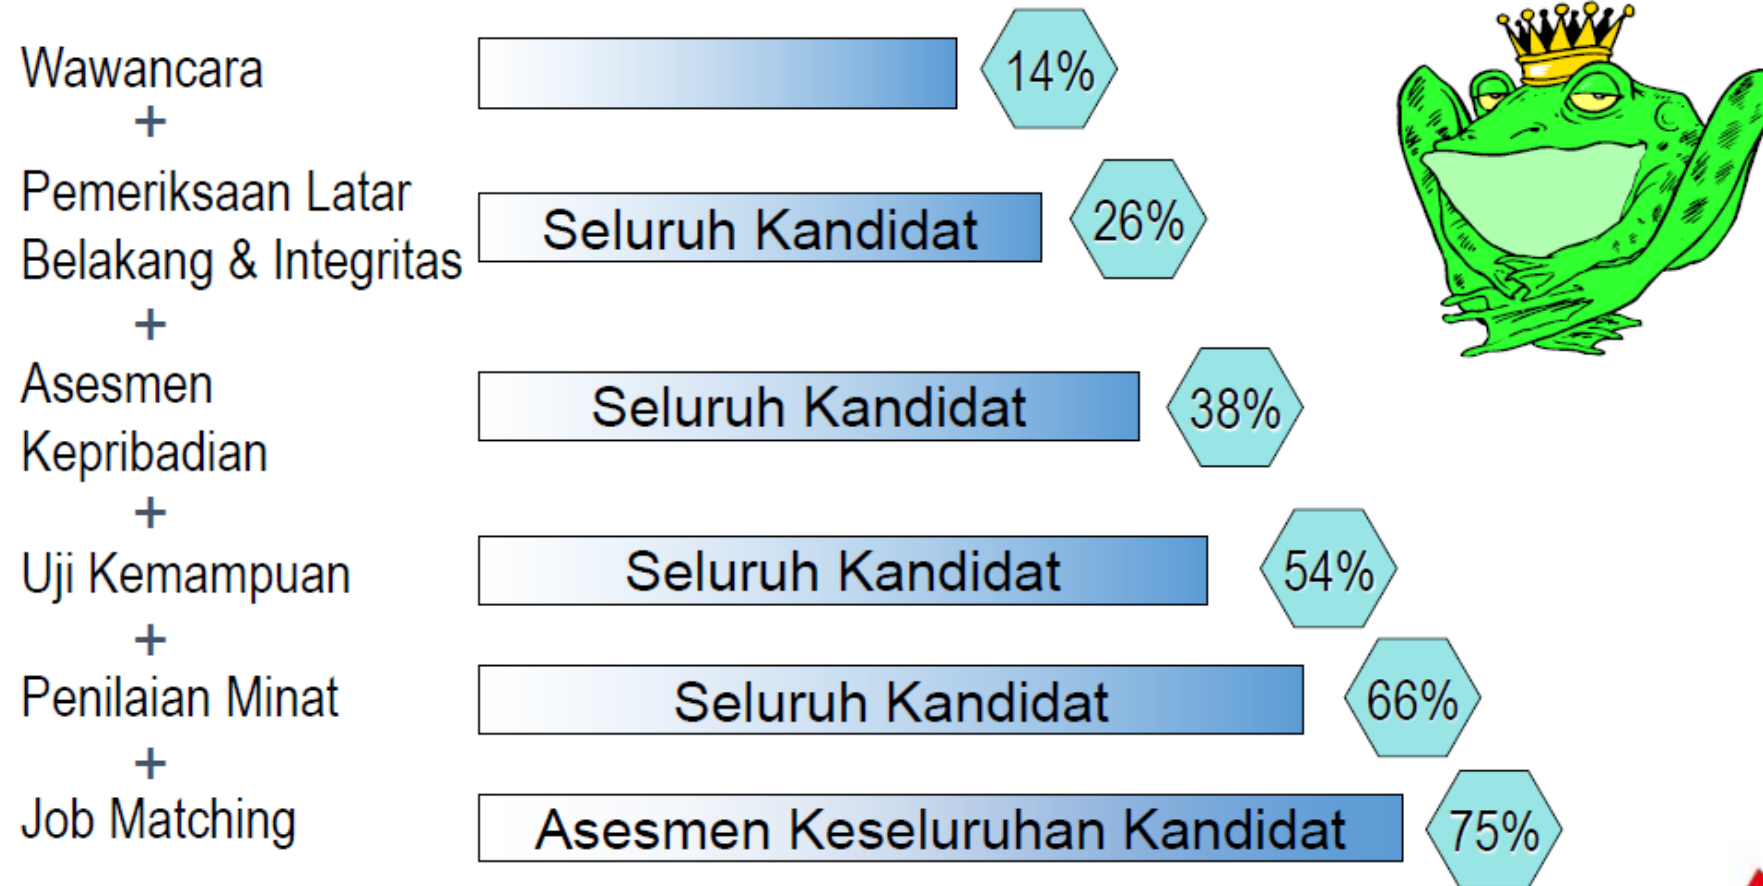 Wawancara
14%
+
Pemeriksaan Latar
Belakang & Integritas
Seluruh Kandidat
26%
+
Asesmen
Kepribadian
Seluruh Kandidat
38%
+
Uji Kemampuan
Seluruh Kandidat
54%
+
Penilaian Minat
Seluruh Kandidat
66%
+
Job Matching
Asesmen Keseluruhan Kandidat
75%